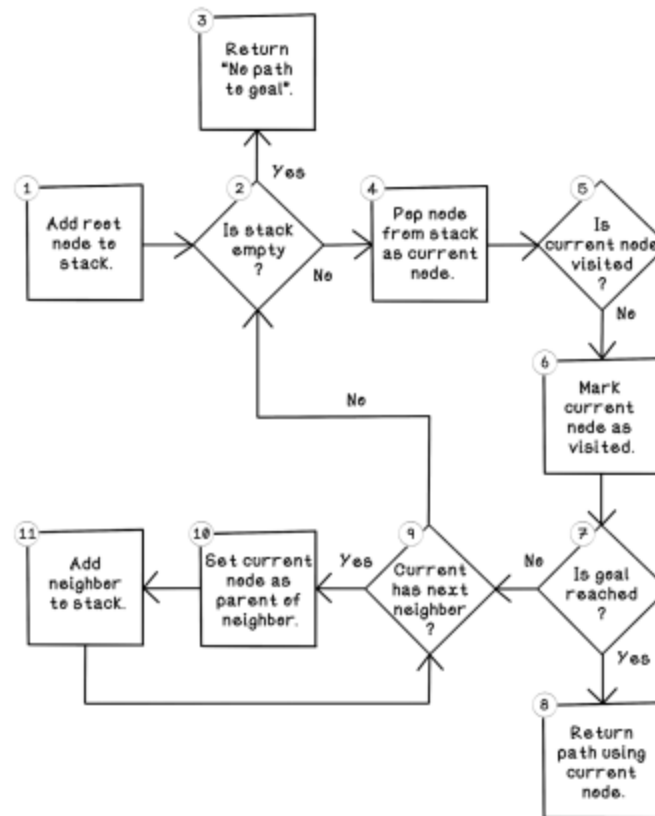 3
Return
"No path
to goal".
Yes
1
Add root
node to
stack.
2
Is stack
empty
?
No
4
Pop node
from stack
as current
node.
5
Is
current node
visited
?
No
6
Mark
current
node as
visited.
No
11
Add
neighbor
to stack.
10
Set current
node as
parent of
neighbor.
Yes
9
Current
has next
neighbor
?
No
7
Is goal
reached
?
Yes
8
Return
path using
current
node.